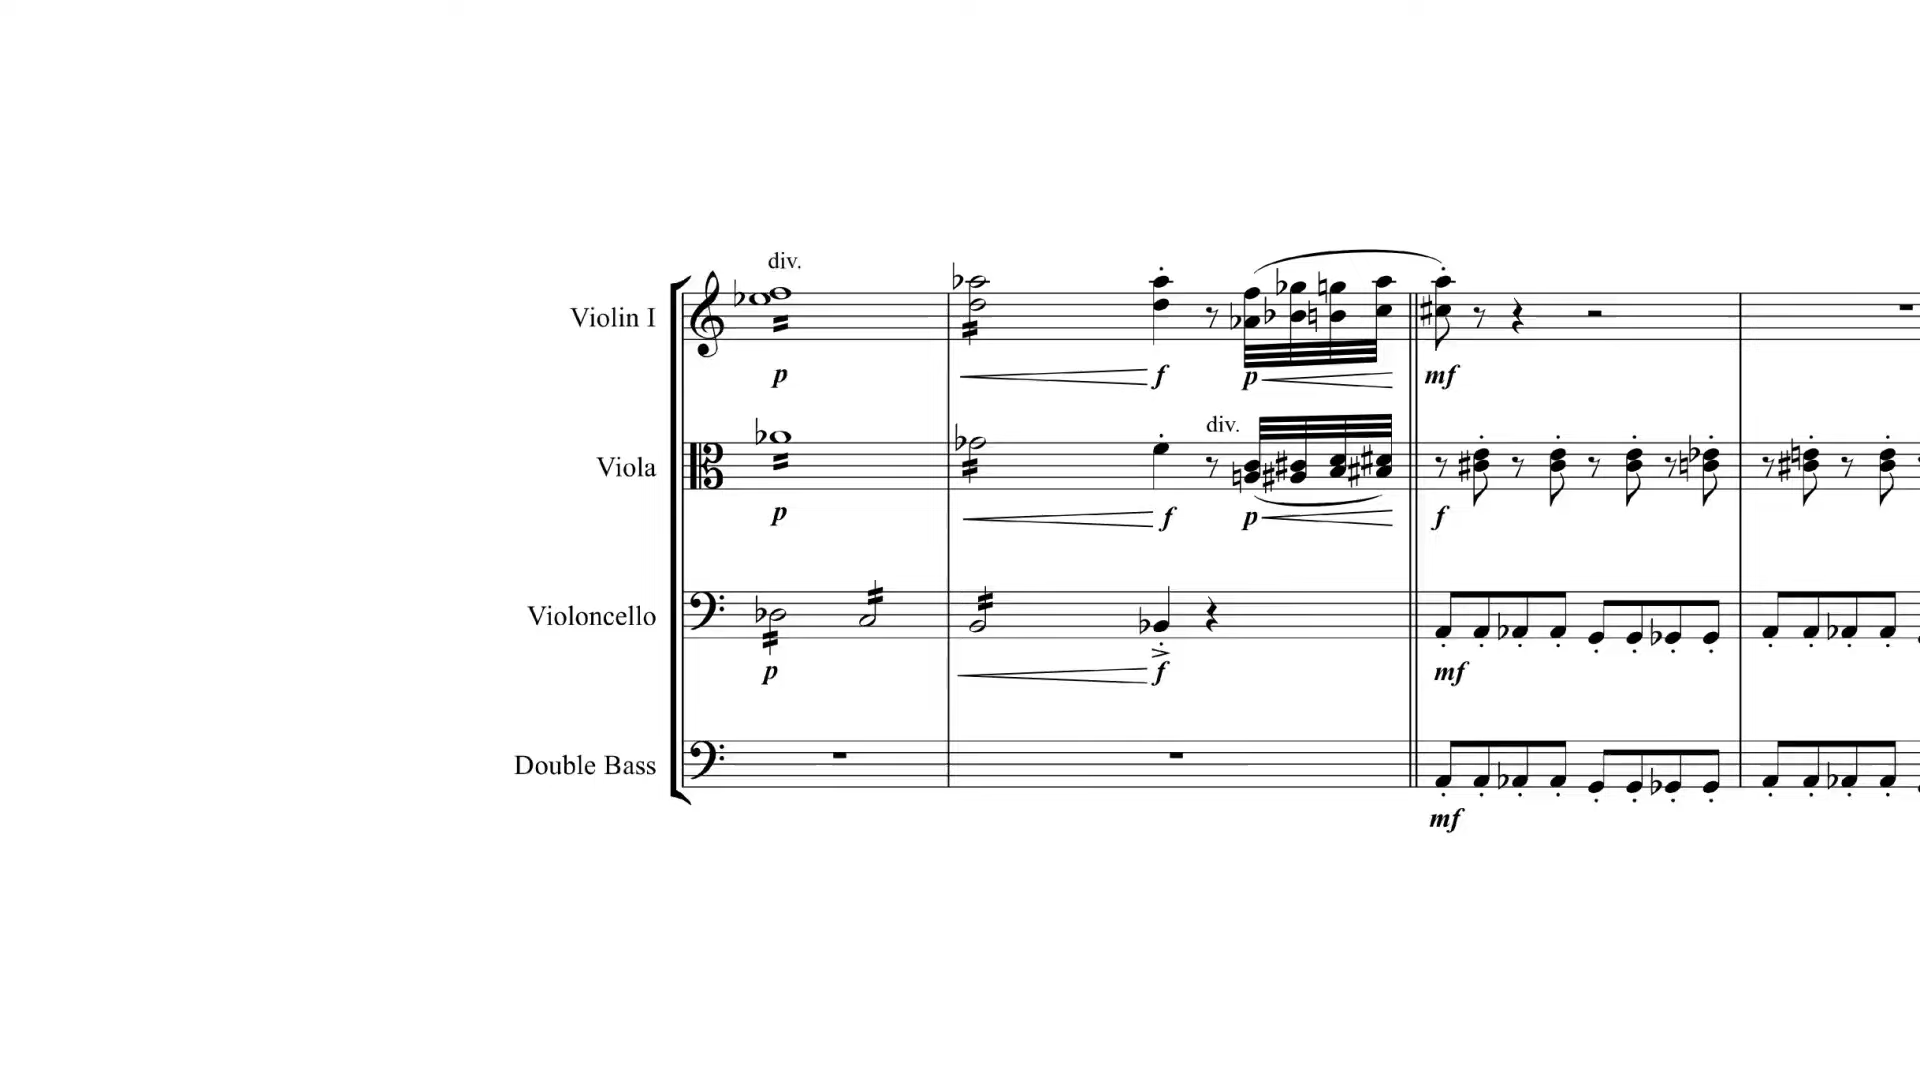 div.
Violin I
p f p mf
div.
Viola
p f p f
Violoncello
p f mf
Double Bass
mf